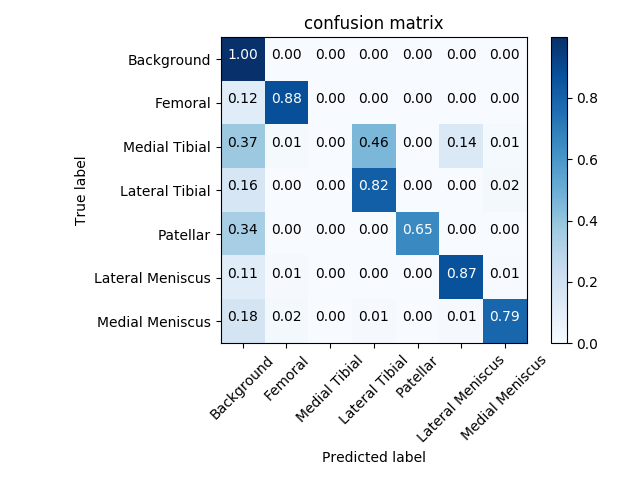 confusion matrix
Background 1.00 0.00 0.00 0.00 0.00 0.00 0.00
Femoral 0.12 0.88 0.00 0.00 0.00 0.00 0.00
Medial Tibial 0.37 0.01 0.00 0.46 0.00 0.14 0.01
Lateral Tibial 0.16 0.00 0.00 0.82 0.00 0.00 0.02
Patellar 0.34 0.00 0.00 0.00 0.65 0.00 0.00
Lateral Meniscus 0.11 0.01 0.00 0.00 0.00 0.87 0.01
Medial Meniscus 0.18 0.02 0.00 0.01 0.00 0.01 0.79
True label
Background
Femoral
Medial Tibial
Lateral Tibial
Patellar
Lateral Meniscus
Medial Meniscus
Predicted label
0.8
0.6
0.4
0.2
0.0